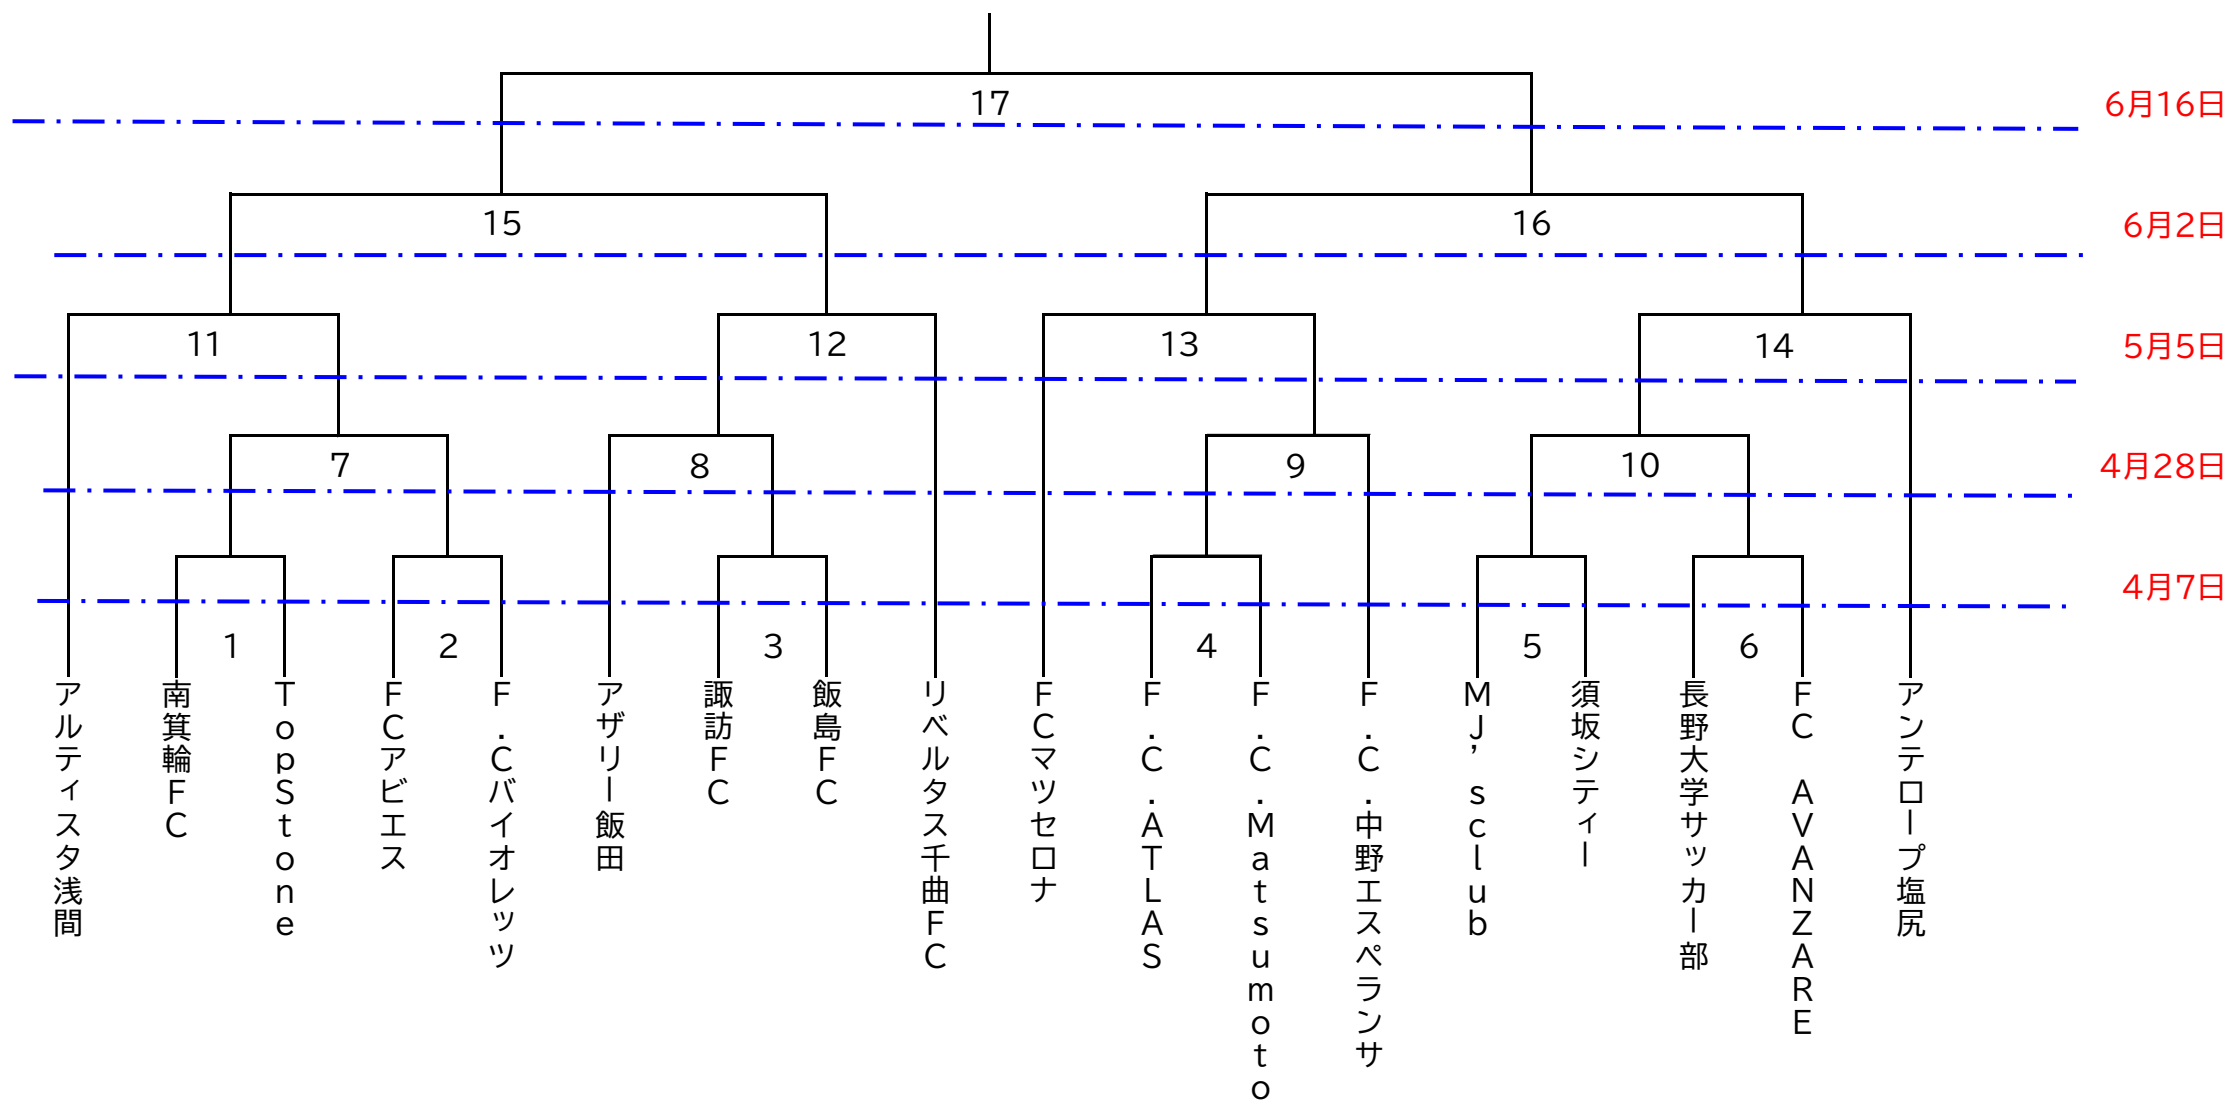 17
6月16日
15
16
6月2日
11
12
13
14
5月5日
7
8
9
10
4月28日
4月7日
1
2
3
4
5
6
アルティスタ浅間
南箕輪ＦＣ
ＴｏｐＳｔｏｎｅ
ＦＣアビエス
Ｆ．Ｃバイオレッツ
アザリー飯田
諏訪ＦＣ
飯島ＦＣ
リベルタス千曲ＦＣ
ＦＣマツセロナ
Ｆ．Ｃ．ＡＴＬＡＳ
Ｆ．Ｃ．Ｍａｔｓｕｍｏｔｏ
Ｆ．Ｃ．中野エスペランサ
ＭＪ’ｓｃｌｕｂ
須坂シティー
長野大学サッカー部
ＦＣ　ＡＶＡＮＺＡＲＥ
アンテロープ塩尻